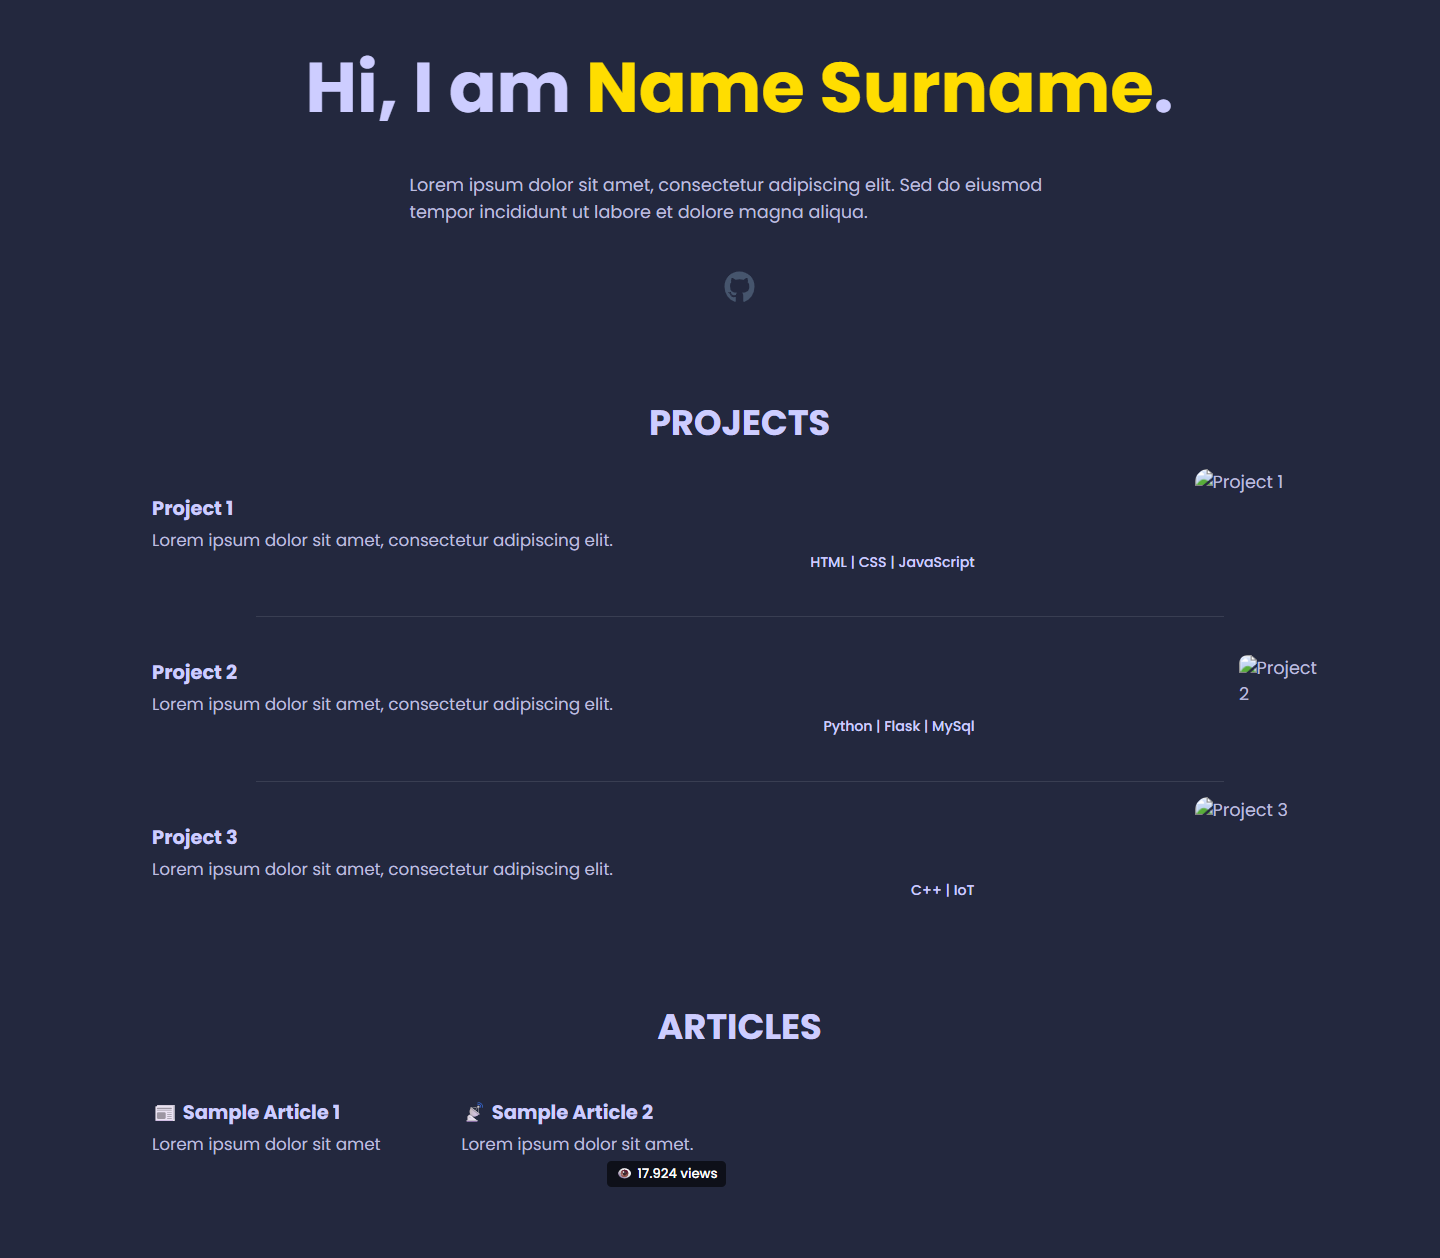 Hi, I am Name Surname.
Lorem ipsum dolor sit amet, consectetur adipiscing elit. Sed do eiusmod
tempor incididunt ut labore et dolore magna aliqua.
PROJECTS
Project 1
Project 1
Lorem ipsum dolor sit amet, consectetur adipiscing elit.
HTML | CSS | JavaScript
Project 2
Project
2
Lorem ipsum dolor sit amet, consectetur adipiscing elit.
Python | Flask | MySql
Project 3
Project 3
Lorem ipsum dolor sit amet, consectetur adipiscing elit.
C++ | IoT
ARTICLES
Sample Article 1
Lorem ipsum dolor sit amet
Sample Article 2
Lorem ipsum dolor sit amet.
17.924 views